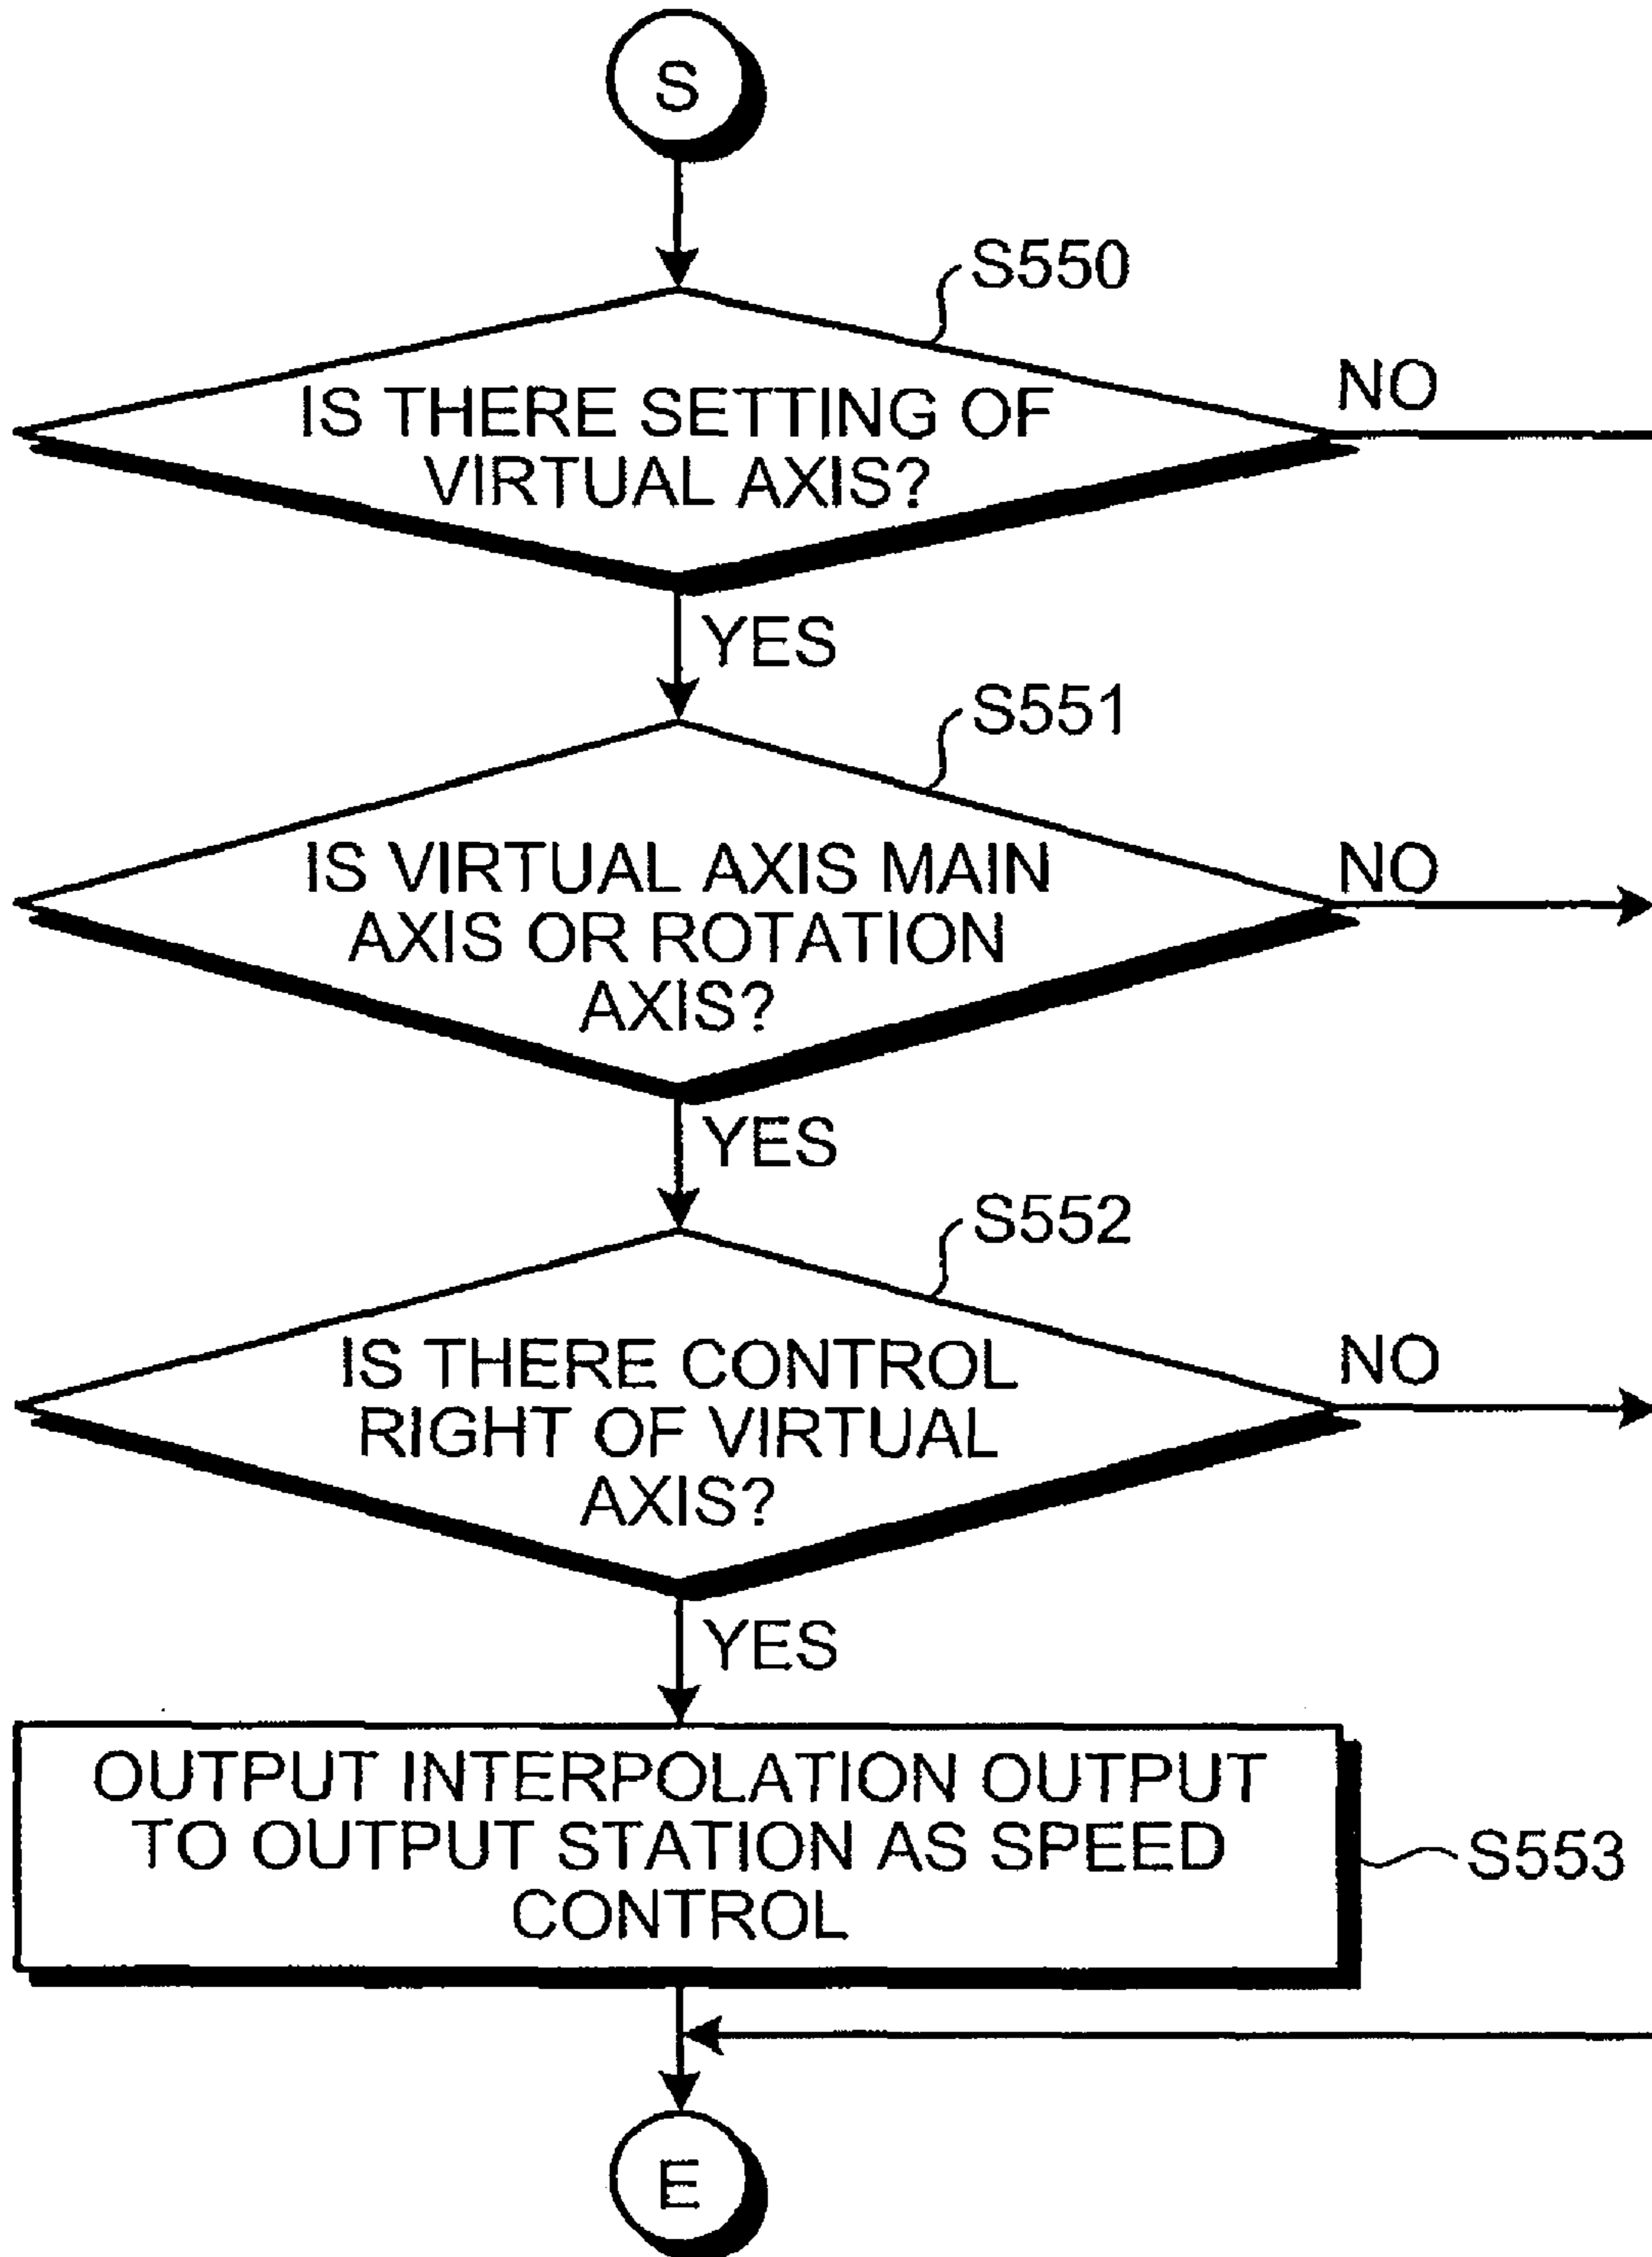 S
S550
IS THERE SETTING OF
VIRTUAL AXIS?
NO
YES
S551
IS VIRTUAL AXIS MAIN
AXIS OR ROTATION
AXIS?
NO
YES
S552
IS THERE CONTROL
RIGHT OF VIRTUAL
AXIS?
NO
YES
OUTPUT INTERPOLATION OUTPUT
TO OUTPUT STATION AS SPEED
CONTROL
S553
E